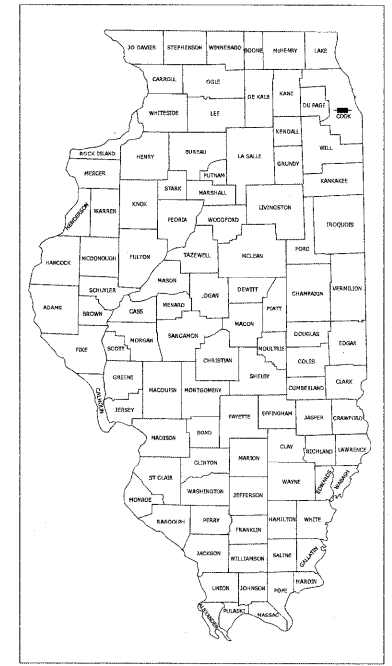 JO DAVIES STEPHENSON WINNEBAGO BOONE McHENRY LAKE
CARROLL OGLE DE KALB KANE
DU PAGE COOK
WHITESIDE LEE
KENDALL WILL
ROCK ISLAND HENRY BUREAU LA SALLE GRUNDY
MERCER PUTNAM KANKAKEE
STARK MARSHALL
HENDERSON WARREN KNOX PEORIA WOODFORD LIVINGSTON IROQUOIS
HANCOCK McDONOUGH FULTON TAZEWELL McLEAN FORD
MASON VERMILION
SCHUYLER LOGAN DEWITT CHAMPAIGN
ADAMS BROWN CASS MENARD PIATT
MACON
SANGAMON DOUGLAS
PIKE SCOTT MORGAN MOULTRIE EDGAR
CHRISTIAN COLES
GREENE SHELBY
MACOUPIN MONTGOMERY CUMBERLAND CLARK
CALHOUN JERSEY
FAYETTE EFFINGHAM JASPER CRAWFORD
MADISON BOND
CLAY RICHLAND LAWRENCE
CLINTON MARION
ST CLAIR WAYNE EDWARDS WABASH
WASHINGTON JEFFERSON
MONROE
RANDOLPH PERRY HAMILTON WHITE
FRANKLIN
JACKSON WILLIAMSON SALINE GALLATIN
UNION JOHNSON POPE HARDIN
ALEXANDER PULASKI MASSAC